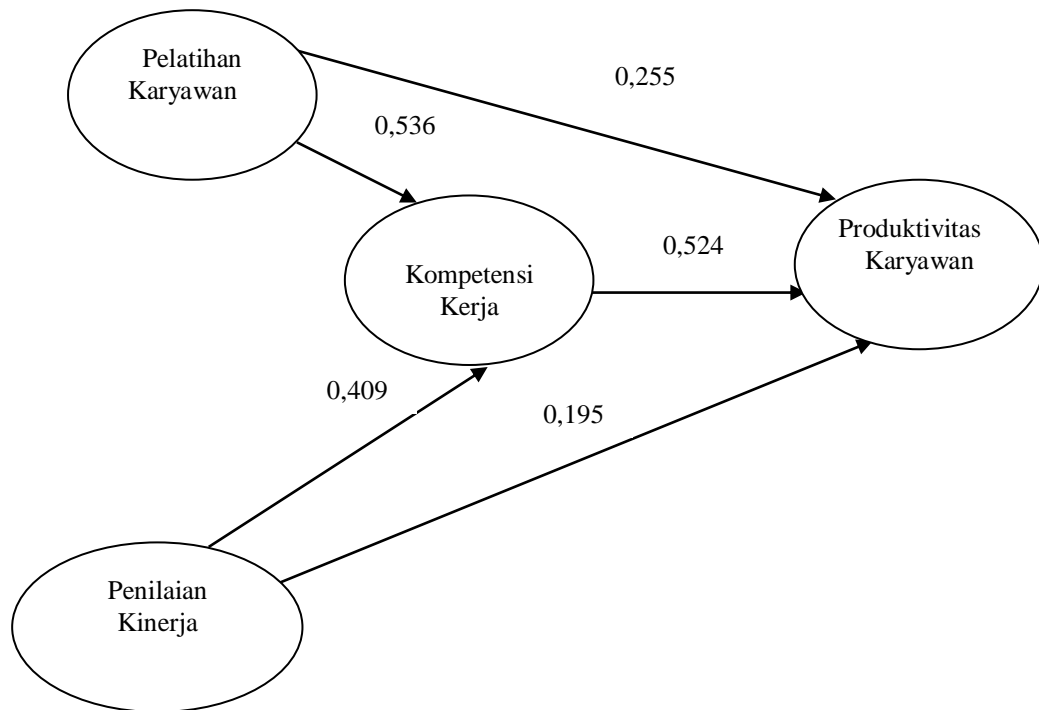 Pelatihan
Karyawan
0,255
0,536
Produktivitas
Karyawan
0,524
Kompetensi
Kerja
0,409
0,195
Penilaian
Kinerja